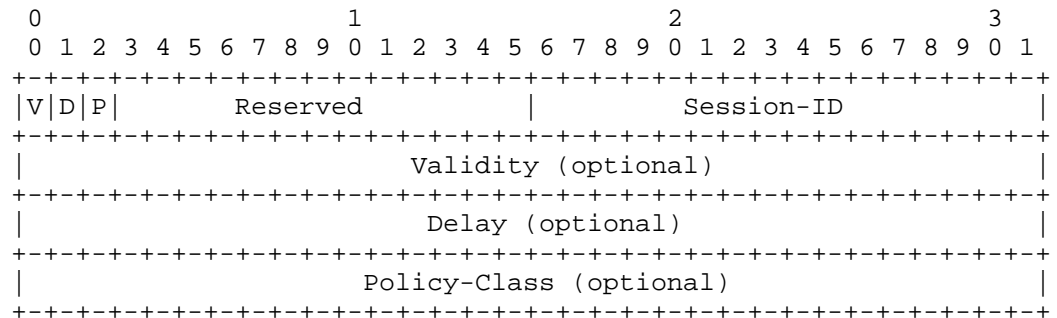 0                   1                   2                   3
 0 1 2 3 4 5 6 7 8 9 0 1 2 3 4 5 6 7 8 9 0 1 2 3 4 5 6 7 8 9 0 1
+-+-+-+-+-+-+-+-+-+-+-+-+-+-+-+-+-+-+-+-+-+-+-+-+-+-+-+-+-+-+-+-+
|V|D|P|       Reserved          |         Session-ID            |
+-+-+-+-+-+-+-+-+-+-+-+-+-+-+-+-+-+-+-+-+-+-+-+-+-+-+-+-+-+-+-+-+
|                        Validity (optional)                    |
+-+-+-+-+-+-+-+-+-+-+-+-+-+-+-+-+-+-+-+-+-+-+-+-+-+-+-+-+-+-+-+-+
|                         Delay (optional)                      |
+-+-+-+-+-+-+-+-+-+-+-+-+-+-+-+-+-+-+-+-+-+-+-+-+-+-+-+-+-+-+-+-+
|                     Policy-Class (optional)                   |
+-+-+-+-+-+-+-+-+-+-+-+-+-+-+-+-+-+-+-+-+-+-+-+-+-+-+-+-+-+-+-+-+